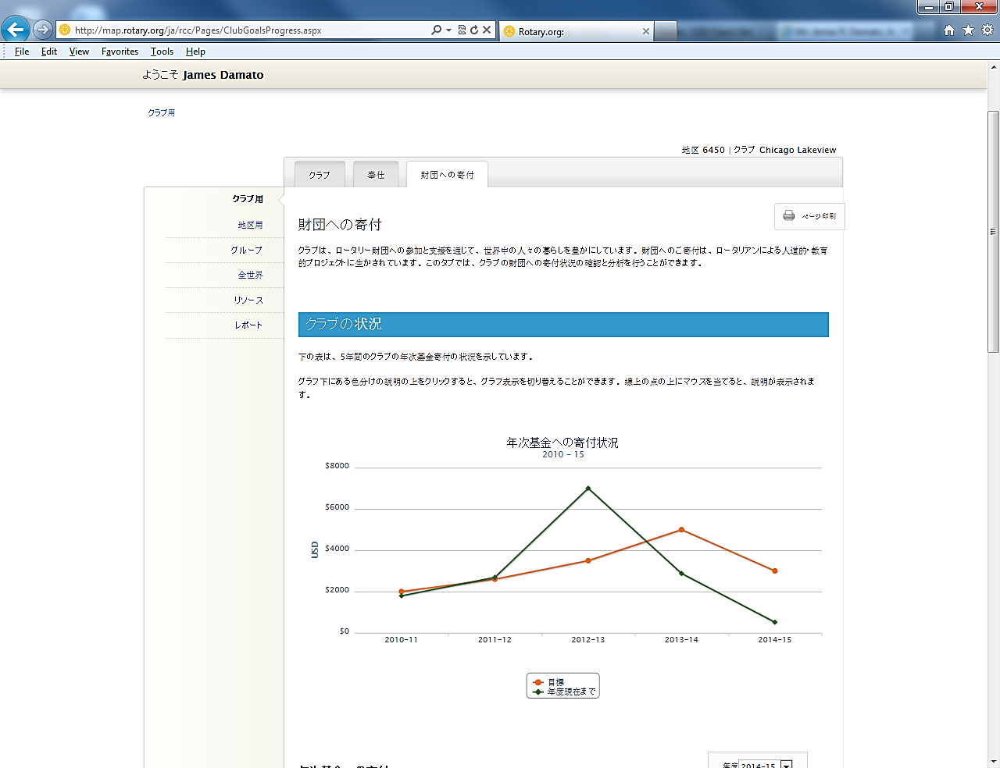 http://map.rotary.org/ja/rcc/Pages/ClubGoalsProgress.aspx
Rotary.org:
File Edit View Favorites Tools Help
ようこそ James Damato
クラブ用
地区 6450 | クラブ Chicago Lakeview
クラブ 奉仕 財団への寄付
クラブ用
地区用
グループ
全世界
リソース
レポート
ページ印刷
財団への寄付
クラブは、ロータリー財団への参加と支援を通じて、世界中の人々の暮らしを豊かにしています。財団へのご寄付は、ロータリアンによる人道的・教育
的プロジェクトに生かされています。このタブでは、クラブの財団への寄付状況の確認と分析を行うことができます。
クラブの状況
下の表は、5年間のクラブの年次基金寄付の状況を示しています。
グラフ下にある色分けの説明の上をクリックすると、グラフ表示を切り替えることができます。線上の点の上にマウスを当てると、説明が表示されま
す。
年次基金への寄付状況
2010 - 15
$8000
$6000
$4000
$2000
$0
USD
2010-11 2011-12 2012-13 2013-14 2014-15
目標
年度現在まで
年度 2014-15
年次基金への寄付